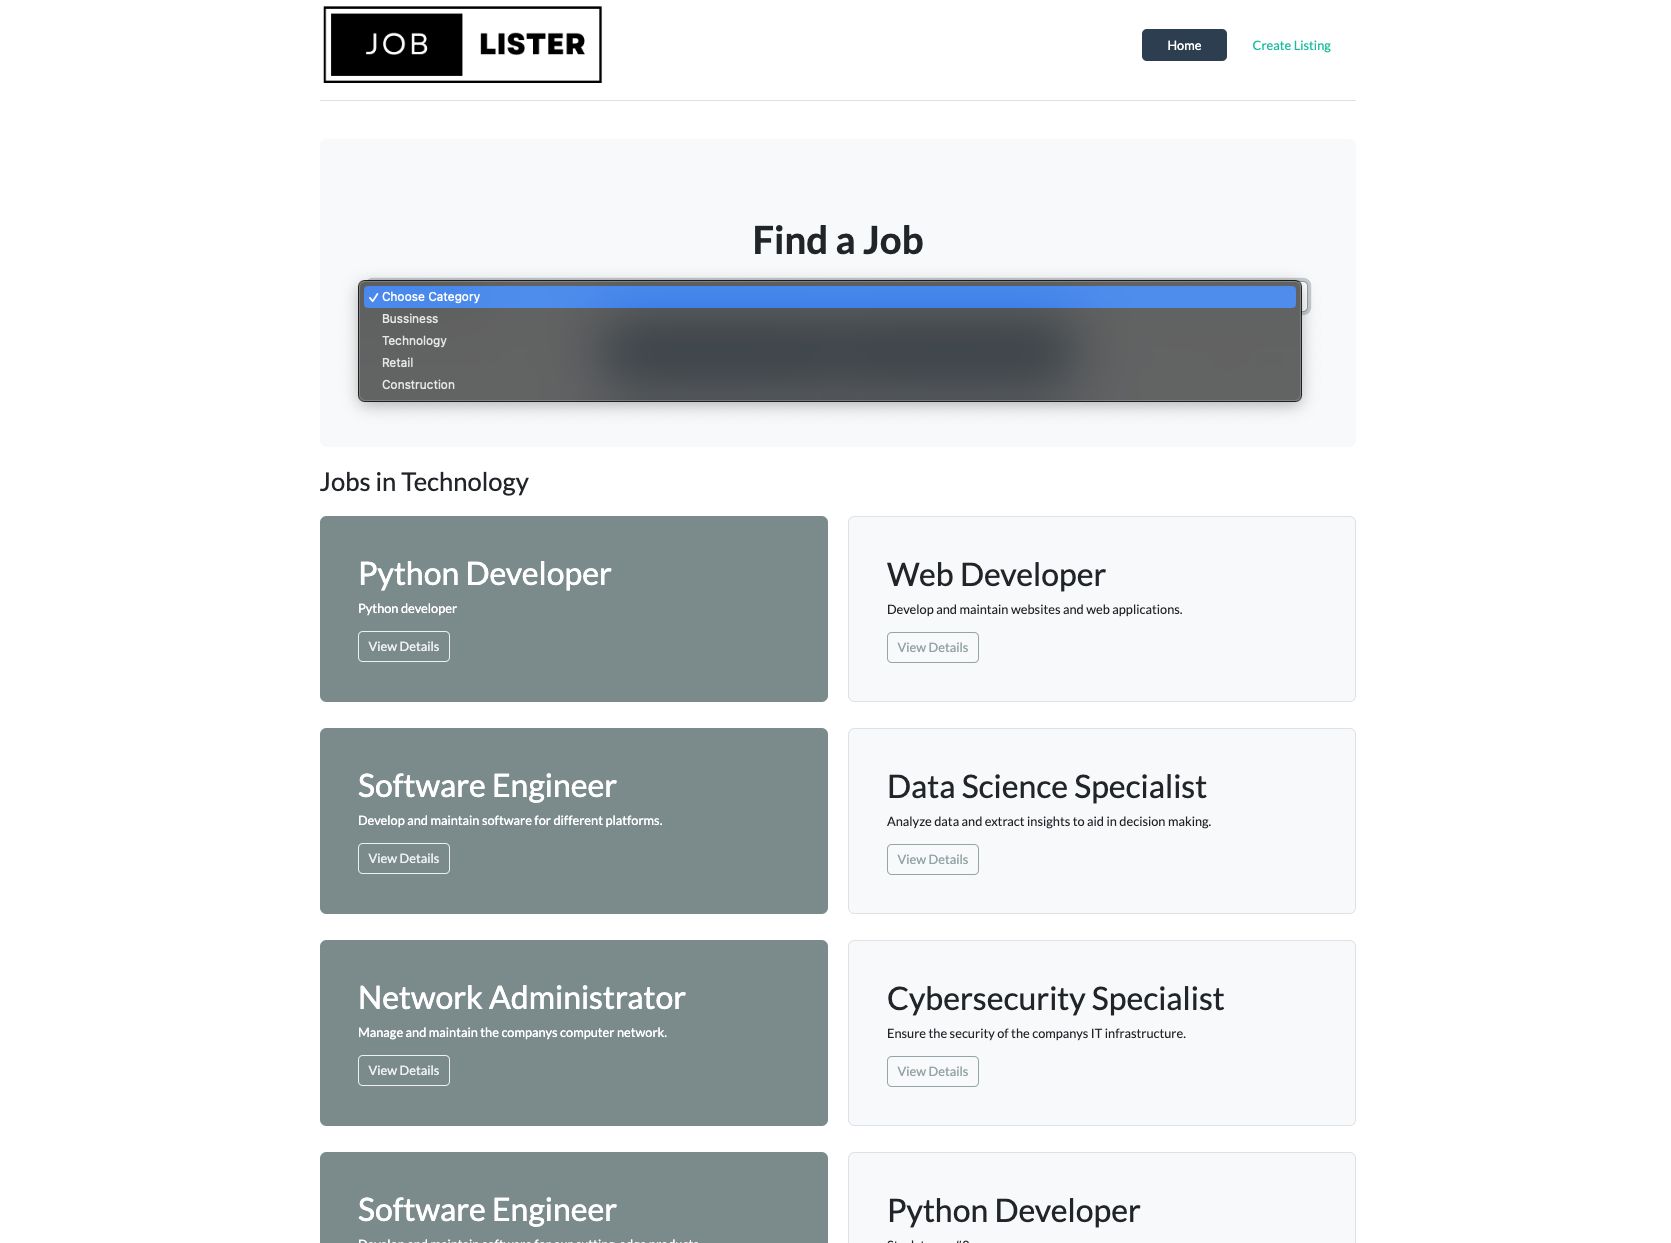 JOB LISTER
Home
Create Listing
Find a Job
✓ Choose Category
Bussiness
Technology
Retail
Construction
Jobs in Technology
Python Developer
Python developer
View Details
Web Developer
Develop and maintain websites and web applications.
View Details
Software Engineer
Develop and maintain software for different platforms.
View Details
Data Science Specialist
Analyze data and extract insights to aid in decision making.
View Details
Network Administrator
Manage and maintain the companys computer network.
View Details
Cybersecurity Specialist
Ensure the security of the companys IT infrastructure.
View Details
Software Engineer
Python Developer